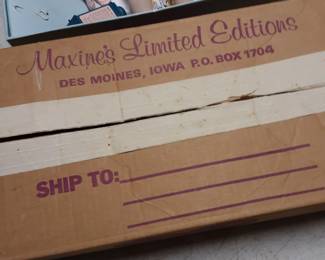 Maxine's Limited Editions
DES MOINES, IOWA P.O. BOX 1704
SHIP TO: